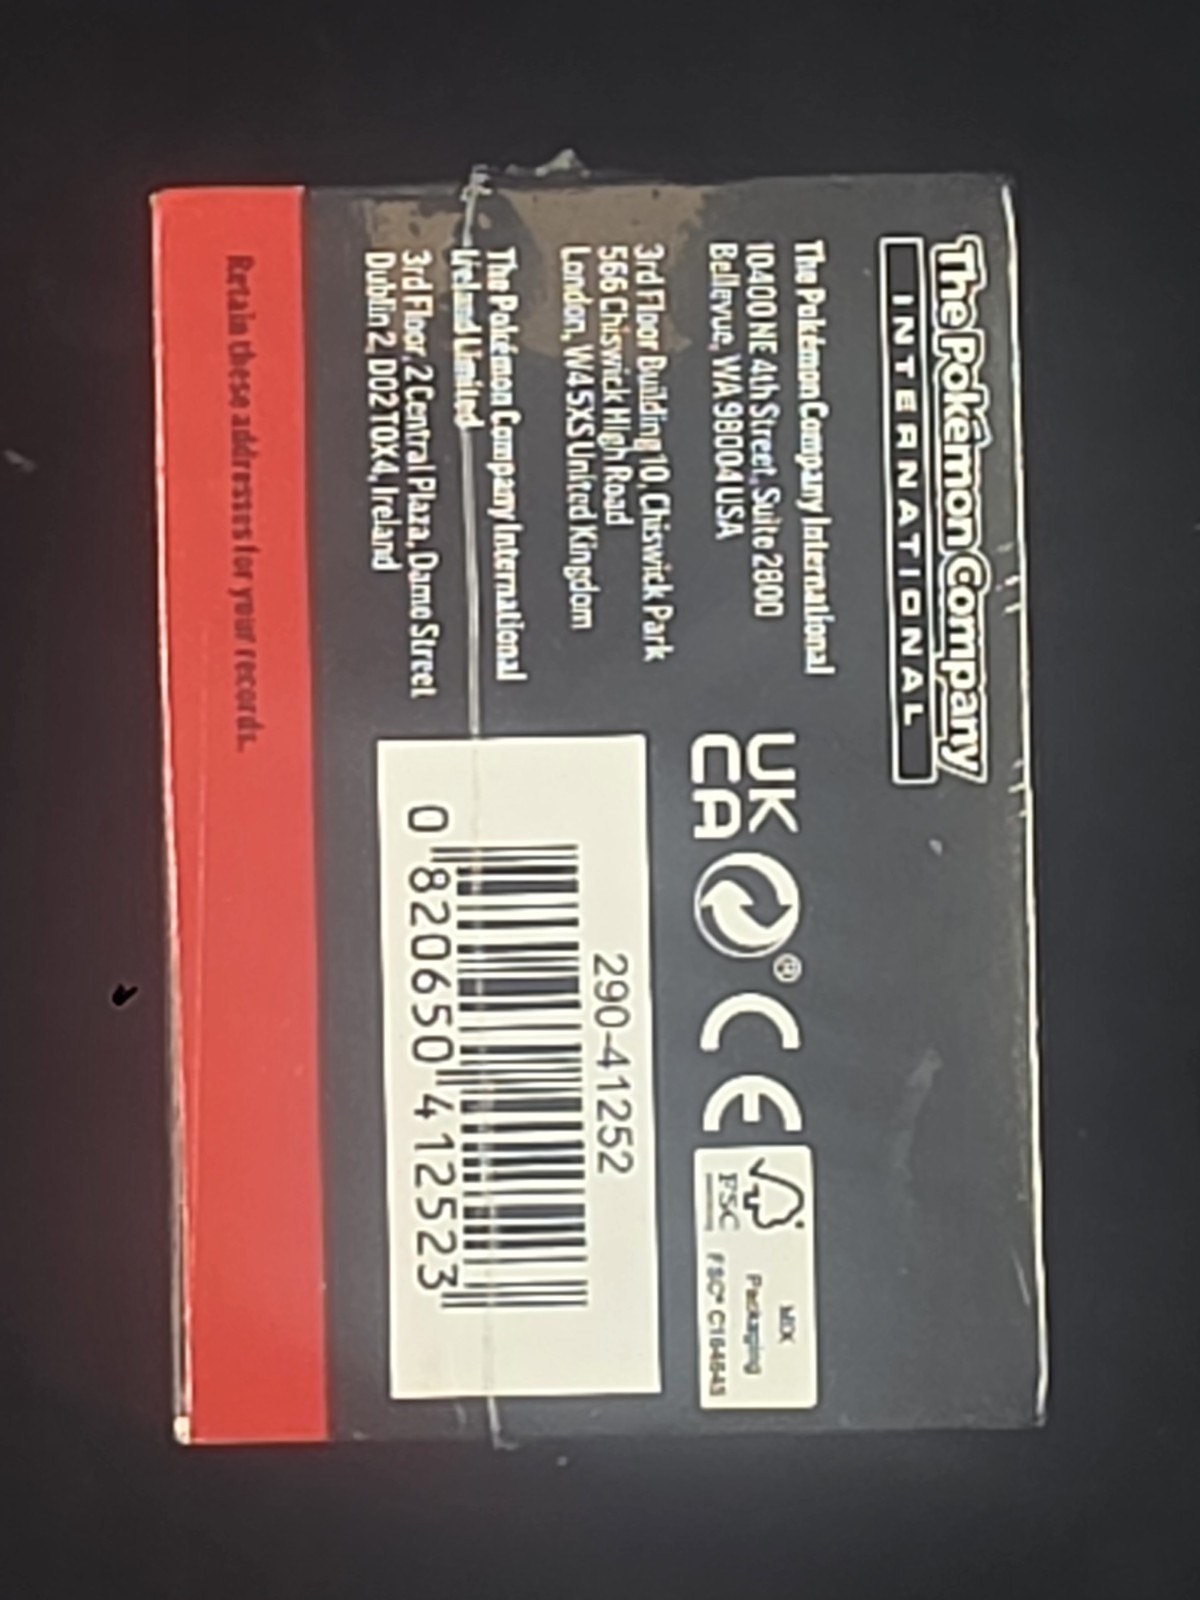 The Pokémon Company
INTERNATIONAL
The Pokémon Company International
10400 NE 4th Street, Suite 2800
Bellevue, WA 98004 USA
3rd Floor Building 10, Chiswick Park
566 Chiswick High Road
London, W4 5XS United Kingdom
The Pokémon Company International
Ireland Limited
3rd Floor, 2 Central Plaza, Dame Street
Dublin 2, D02 T0X4, Ireland
UK
CA
®
CE
FSC
MIX
Packaging
FSC® C164643
290-41252
0 820650 412523
Retain these addresses for your records.